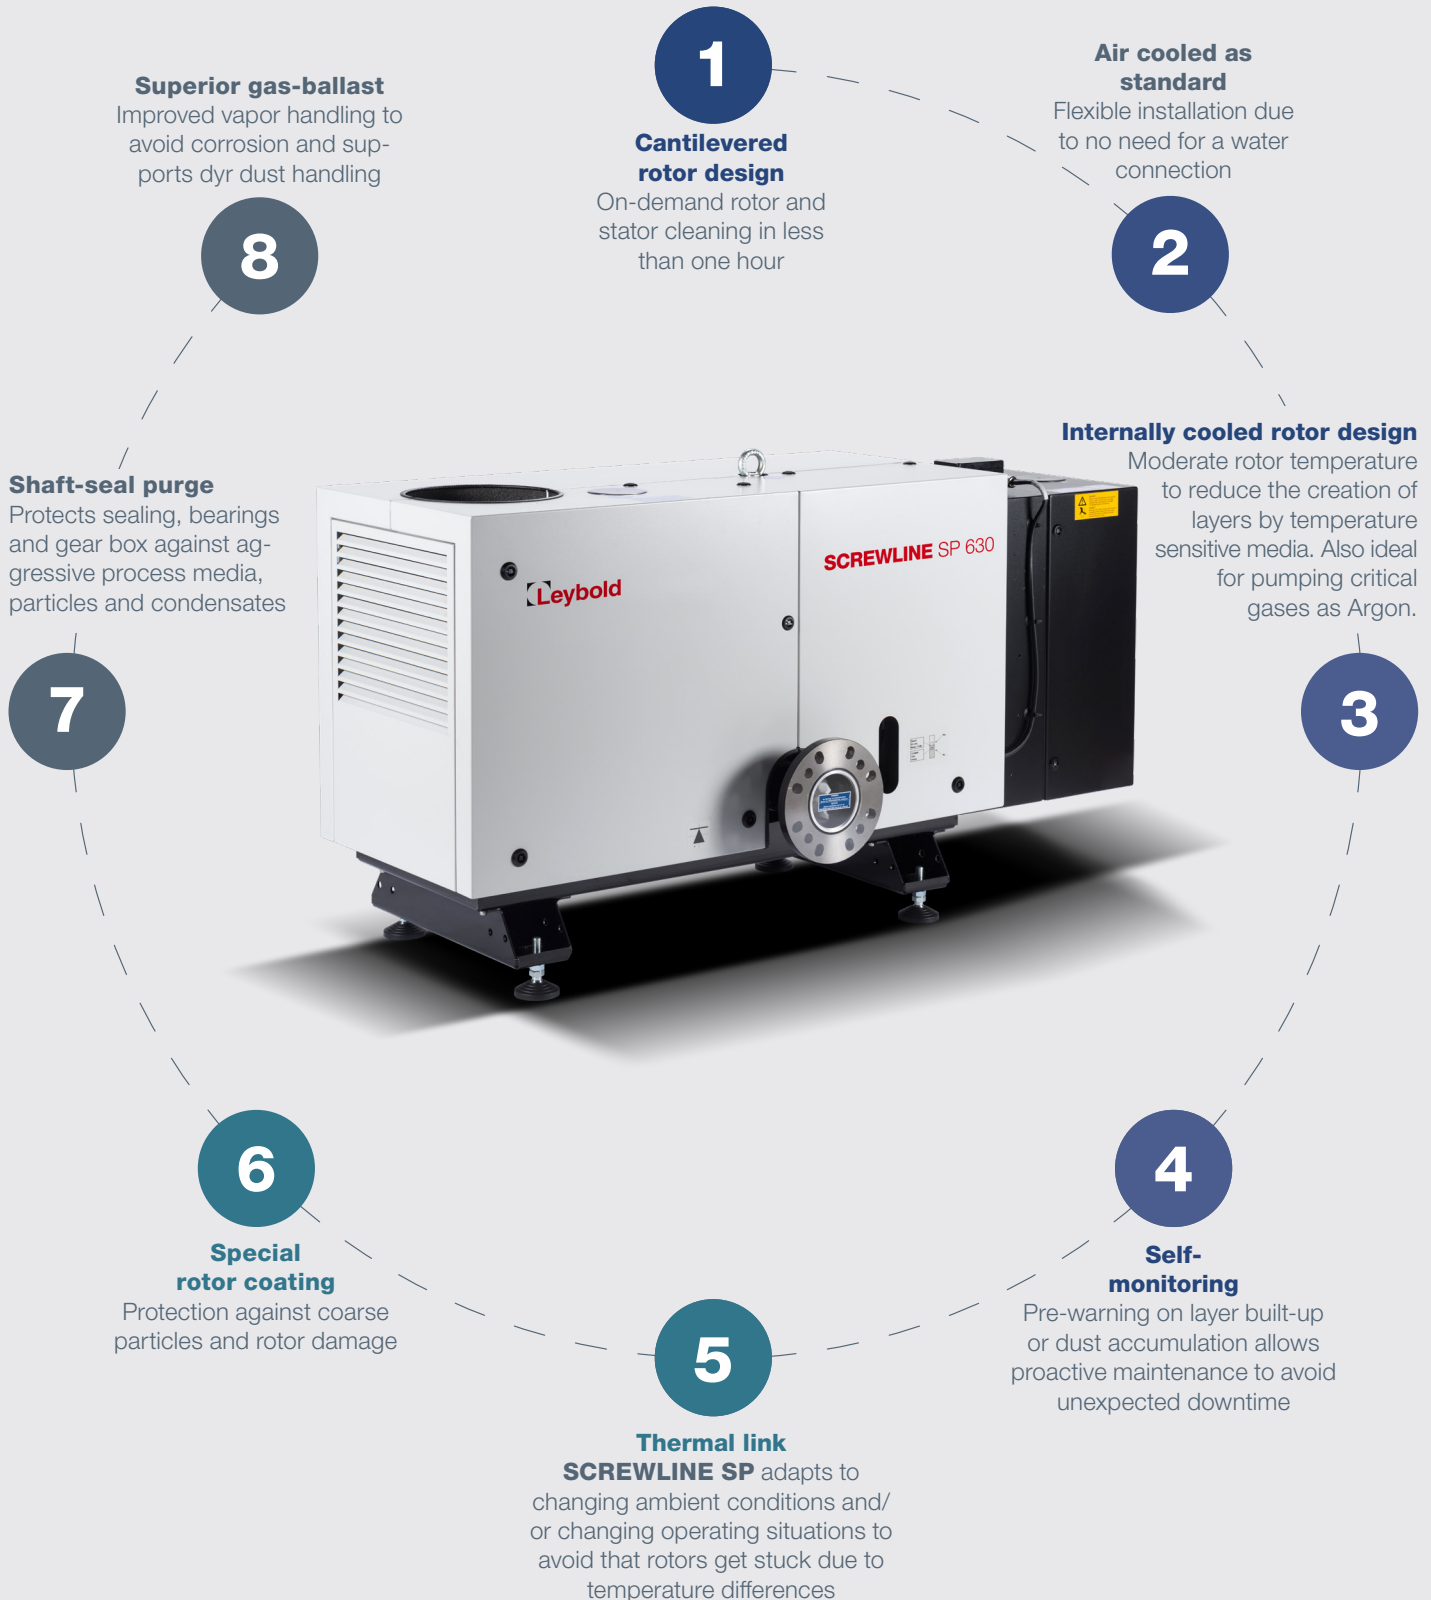 1
Cantilevered
rotor design
On-demand rotor and
stator cleaning in less
than one hour
Air cooled as
standard
Flexible installation due
to no need for a water
connection
2
Internally cooled rotor design
Moderate rotor temperature
to reduce the creation of
layers by temperature
sensitive media. Also ideal
for pumping critical
gases as Argon.
3
4
Self-
monitoring
Pre-warning on layer built-up
or dust accumulation allows
proactive maintenance to avoid
unexpected downtime
5
Thermal link
SCREWLINE SP adapts to
changing ambient conditions and/
or changing operating situations to
avoid that rotors get stuck due to
temperature differences
6
Special
rotor coating
Protection against coarse
particles and rotor damage
Shaft-seal purge
Protects sealing, bearings
and gear box against ag-
gressive process media,
particles and condensates
7
Superior gas-ballast
Improved vapor handling to
avoid corrosion and sup-
ports dyr dust handling
8
Leybold
SCREWLINE SP 630